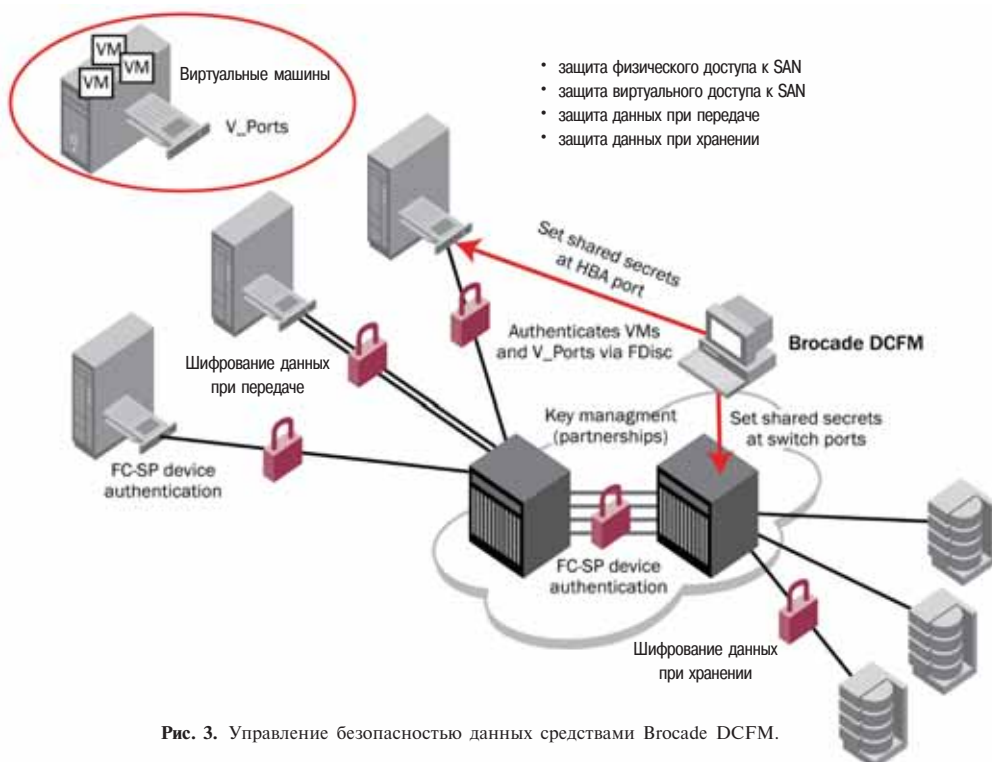 VM
VM
VM
Виртуальные машины
V_Ports
• защита физического доступа к SAN
• защита виртуального доступа к SAN
• защита данных при передаче
• защита данных при хранении
Set shared secrets
at HBA port
Authenticates VMs
and V_Ports via FDisc
Brocade DCFM
Шифрование данных
при передаче
Key managment
(partnerships)
Set shared secrets
at switch ports
FC-SP device
authentication
FC-SP device
authentication
Шифрование данных
при хранении
Рис. 3. Управление безопасностью данных средствами Brocade DCFM.